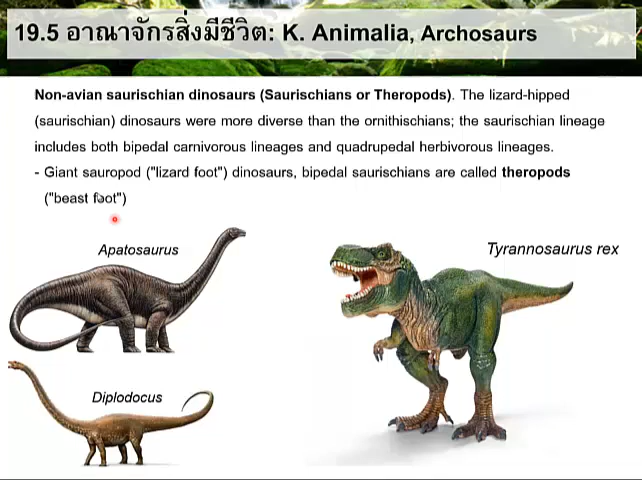 19.5 อาณาจักรสิ่งมีชีวิต: K. Animalia, Archosaurs
Non-avian saurischian dinosaurs (Saurischians or Theropods). The lizard-hipped
(saurischian) dinosaurs were more diverse than the ornithischians; the saurischian lineage
includes both bipedal carnivorous lineages and quadrupedal herbivorous lineages.
- Giant sauropod ("lizard foot") dinosaurs, bipedal saurischians are called theropods
("beast foot")
Apatosaurus
Tyrannosaurus rex
Diplodocus